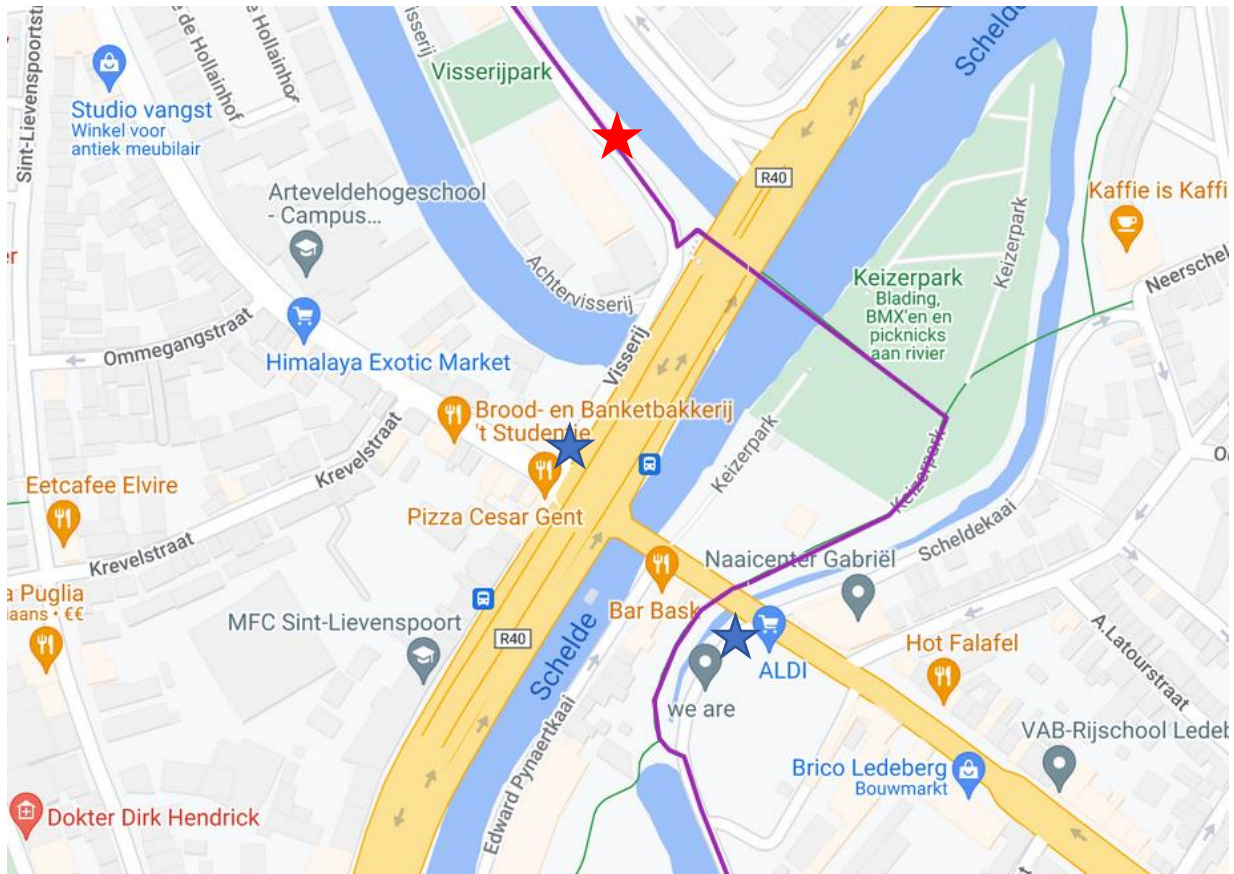 Sint-Lievenspoortstr
de Hollainhof
Hollainhof
isserij
Visserijpark
Schelde
Studio vangst
Winkel voor
antiek meubilair
R40
Arteveldehogeschool
- Campus...
Kaffie is Kaffi
Achtervisserij
Keizerpark
Neerschel
Keizerpark
Blading,
BMX'en en
picknicks
aan rivier
Ommegangstraat
Himalaya Exotic Market
Visserij
Brood- en Banketbakkerij
't Studentje
Krevelstraat
Keizerpark
Keizerpark
Eetcafee Elvire
Pizza Cesar Gent
Scheldekaai
Krevelstraat
Naaicenter Gabriël
a Puglia
iaans • €€
MFC Sint-Lievenspoort
Bar Bask
R40
Schelde
Hot Falafel
A.Latourstraat
ALDI
we are
VAB-Rijschool Ledeb
Edward Pynaertkaai
Brico Ledeberg
Bouwmarkt
Dokter Dirk Hendrick